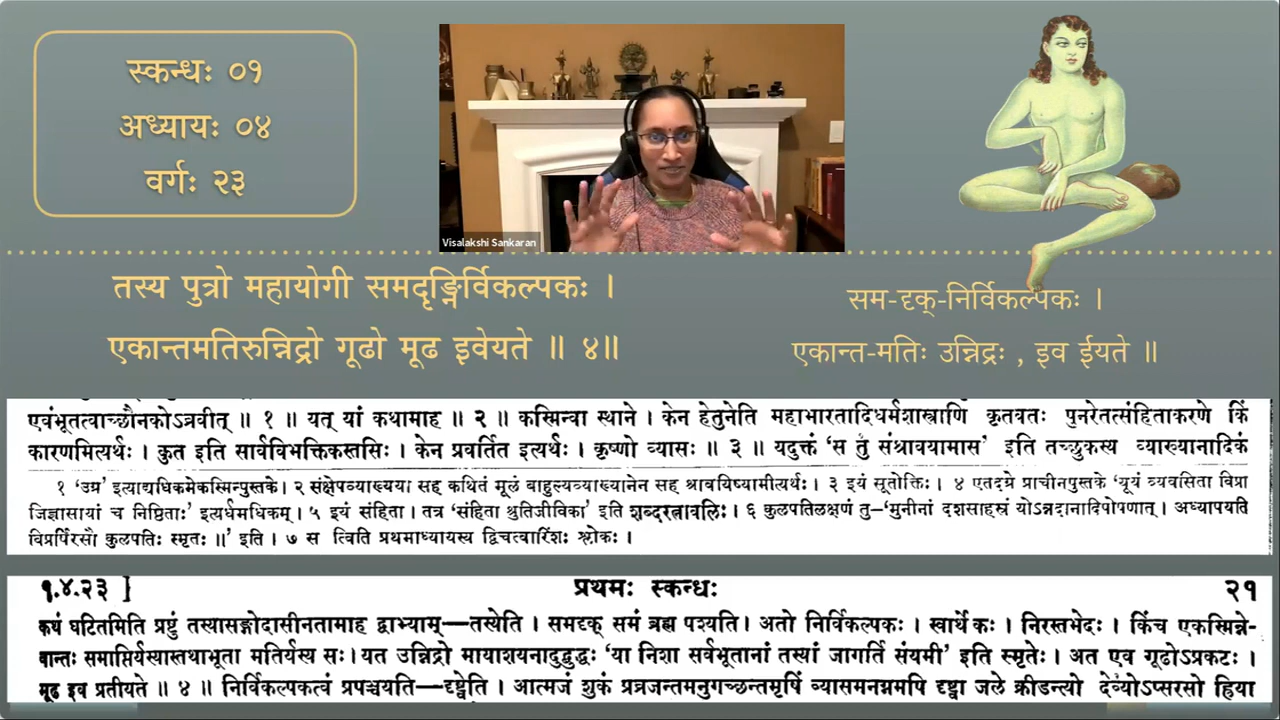 स्कन्धः ०१
अध्यायः ०४
वर्गः २३
Visalakshi Sankaran
तस्य पुत्रो महायोगी समदृङ्निर्विकल्पकः ।
एकान्तमतिरुन्निद्रो गूढो मूढ इवेयते ॥ ४॥
सम-दृक्-निर्विकल्पकः ।
एकान्त-मतिः उन्निद्रः , इव ईयते ॥
एवंभूतत्वाच्छौनकोऽब्रवीत् ॥ १ ॥ यत् यां कथामाह ॥ २ ॥ कस्मिन्वा स्थाने । केन हेतुनेति महाभारतादिधर्मशास्त्राणि कृतवतः पुनरेतत्संहिताकरणे किं
कारणमित्यर्थः । कुत इति सार्वविभक्तिकस्तसिः । केन प्रवर्तित इत्यर्थः । कृष्णो व्यासः ॥ ३ ॥ यदुक्तं ‘स तु संश्रावयामास’ इति तच्छुकस्य व्याख्यानादिकं
१ ‘उग्र’ इत्याद्यधिकमेकस्मिन्पुस्तके । २ संक्षेपव्याख्यया सह कथितं मूलं बाहुल्यव्याख्यानेन सह श्रावयिष्यामीत्यर्थः । ३ इयं सूतोक्तिः । ४ एतदग्रे प्राचीनपुस्तके ‘यूयं व्यवसिता विप्रा
जिज्ञासायां च निष्ठिताः’ इत्यर्धमधिकम् । ५ इयं संहिता । तत्र ‘संहिता श्रुतिजीविका’ इति शब्दरत्नावलिः । ६ कुलपतिलक्षणं तु—‘मुनीनां दशसाहस्रं योऽन्नदानादिपोषणात् । अध्यापयति
विप्रर्षिरसौ कुलपतिः स्मृतः ॥’ इति । ७ स त्विति प्रथमाध्यायस्य द्विचत्वारिंशः श्लोकः ।
१.४.२३ ] प्रथमः स्कन्धः २१
कथं घटितमिति प्रष्टुं तस्यासङ्गोदासीनतामाह द्वाभ्याम्—तस्येति । समदृक् समं ब्रह्म पश्यति । अतो निर्विकल्पकः । स्वार्थे कः । निरस्तभेदः । किंच एकस्मिन्ने-
वान्तः समाप्तिर्यस्यास्तथाभूता मतिर्यस्य सः । यत उन्निद्रो मायाशयनादुद्बुद्धः ‘या निशा सर्वभूतानां तस्यां जागर्ति संयमी’ इति स्मृतेः । अत एव गूढोऽप्रकटः ।
मूढ इव प्रतीयते ॥ ४ ॥ निर्विकल्पकत्वं प्रपञ्चयति—दृष्ट्वेति । आत्मजं शुकं प्रव्रजन्तमनुगच्छन्तमृषिं व्यासमनग्नमपि दृष्ट्वा जले क्रीडन्त्यो देव्योऽप्सरसो ह्रिया